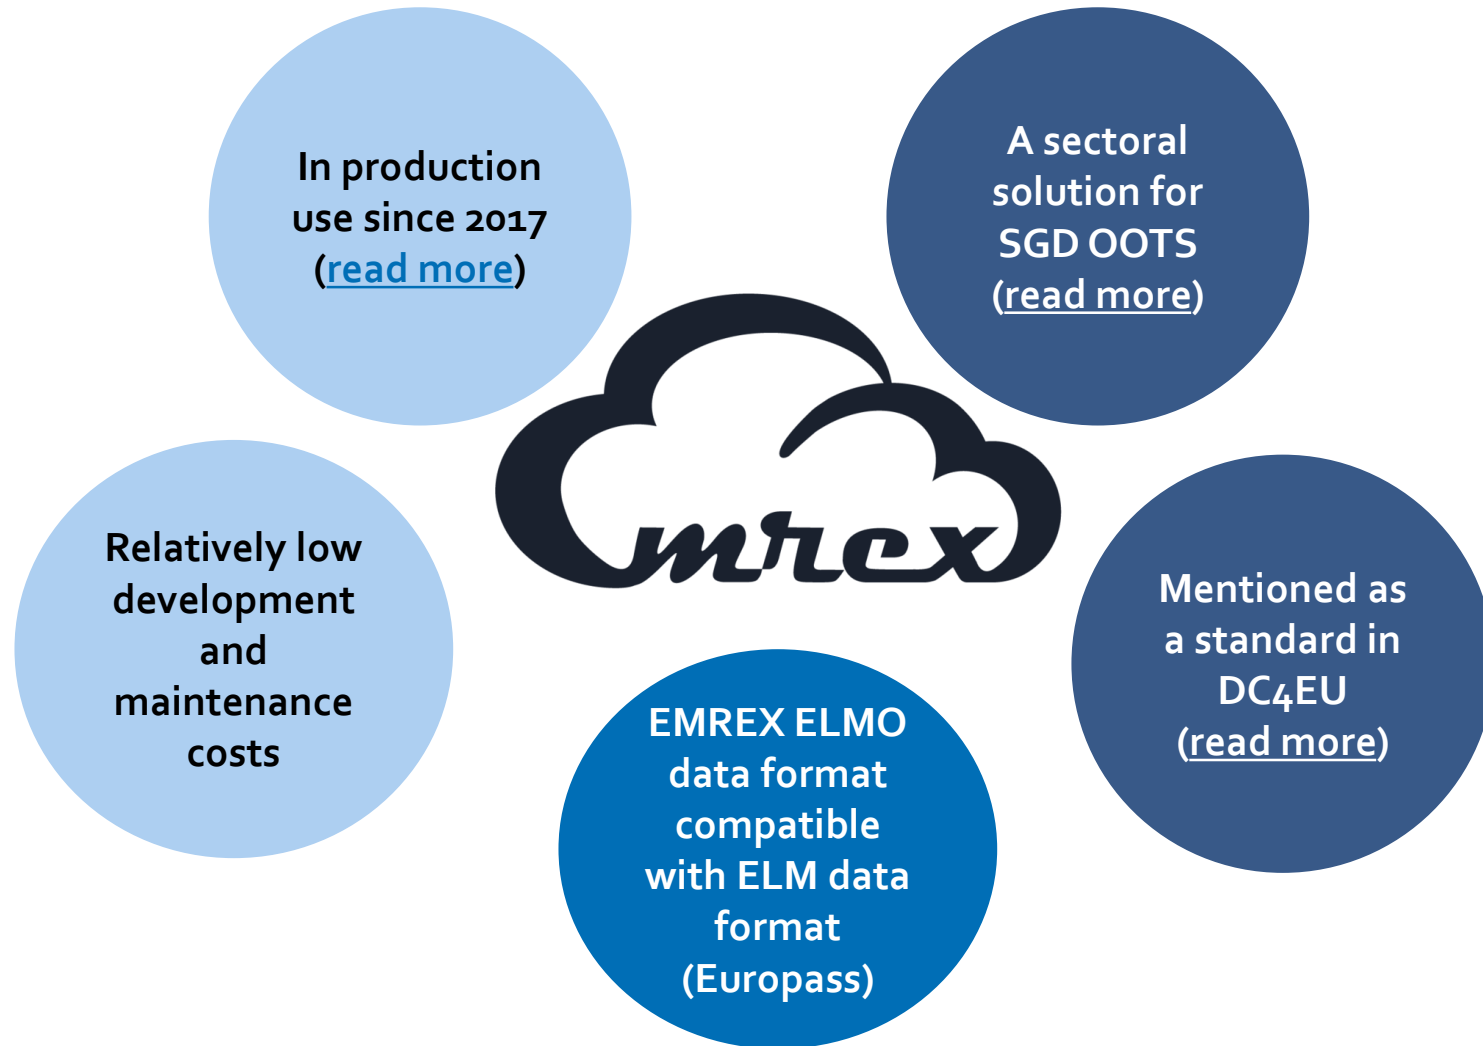 In production
use since 2017
(read more)
A sectoral
solution for
SGD OOTS
(read more)
mrex
Relatively low
development
and
maintenance
costs
Mentioned as
a standard in
DC4EU
(read more)
EMREX ELMO
data format
compatible
with ELM data
format
(Europass)